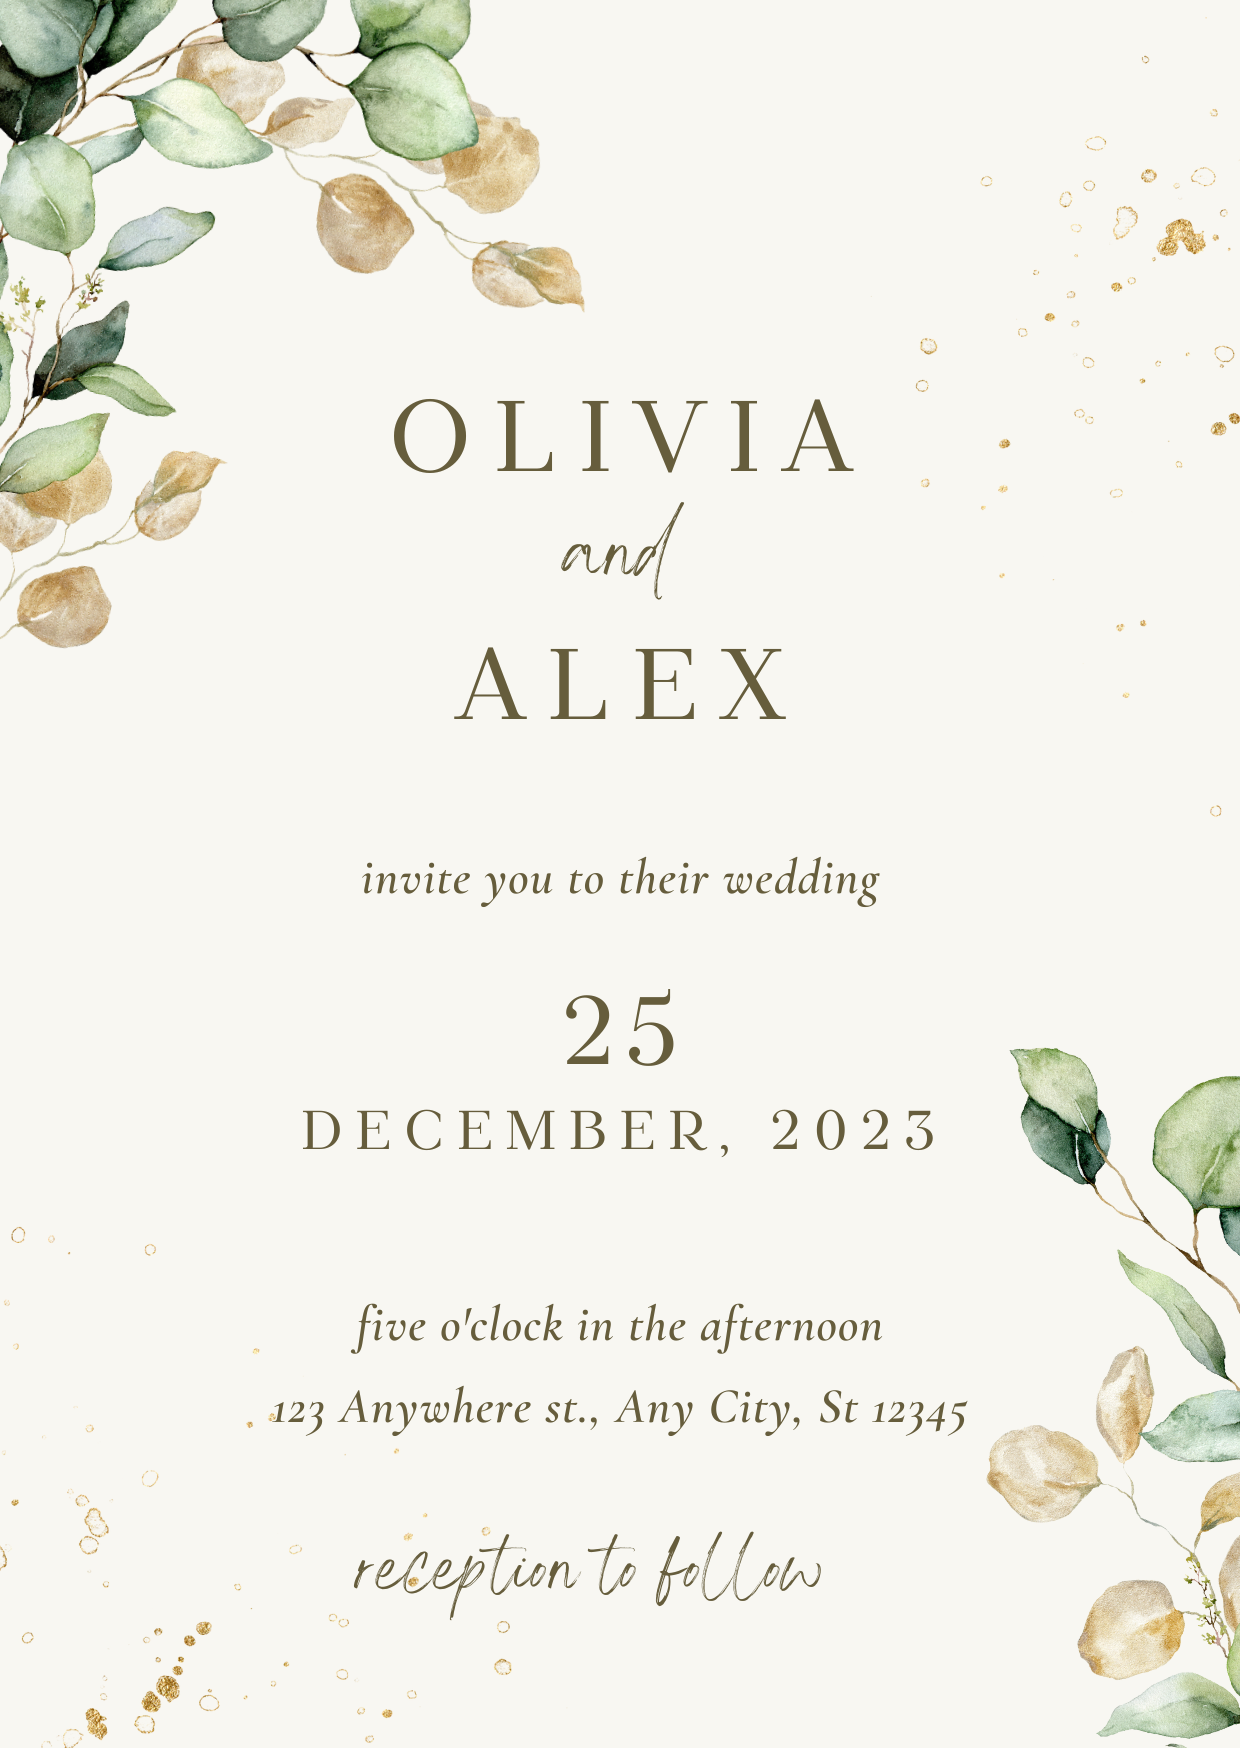 OLIVIA
and
ALEX
invite you to their wedding
25
DECEMBER, 2023
five o'clock in the afternoon
123 Anywhere st., Any City, St 12345
reception to follow